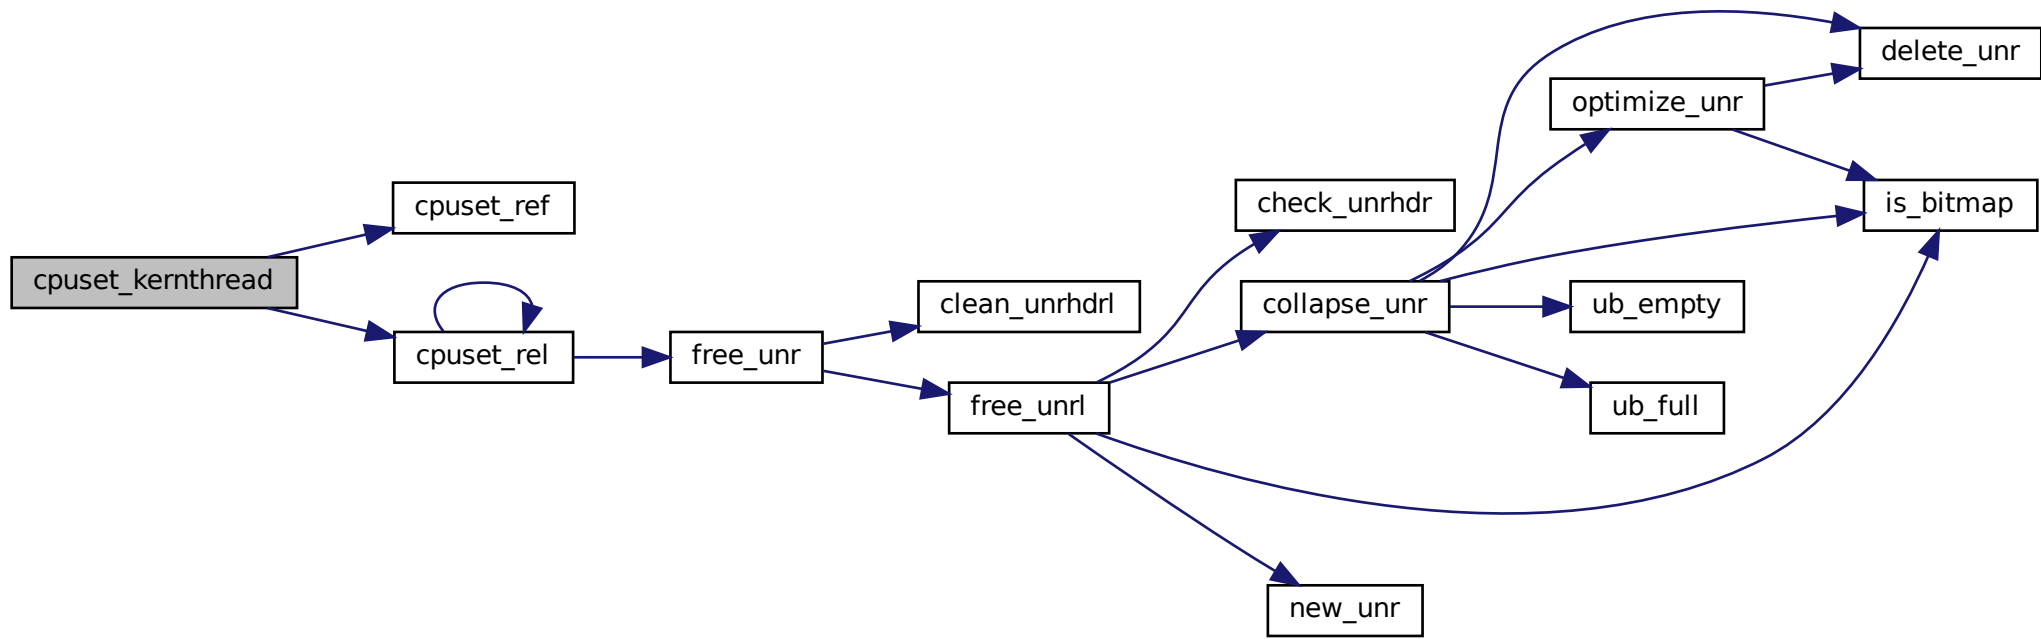 cpuset_kernthread
cpuset_ref
cpuset_rel
free_unr
clean_unrhdrl
free_unrl
check_unrhdr
collapse_unr
new_unr
optimize_unr
ub_empty
ub_full
delete_unr
is_bitmap